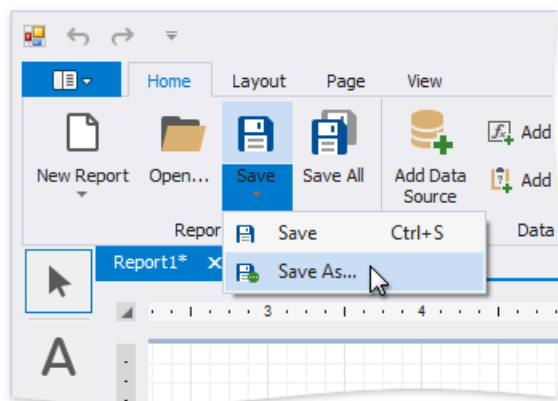 Home Layout Page View
New Report Open... Save Save All Add Data Source Add
Add
Repor Data
Save Ctrl+S
Save As...
Report1*
3 4
A